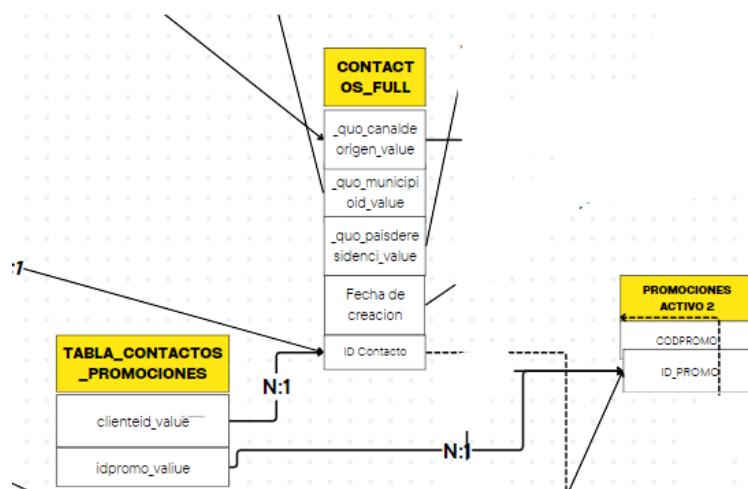 CONTACT
OS_FULL
_quo_canalde
origen_value
_quo_municipi
oid_value
_quo_paisdere
sidenci_value
Fecha de
creacion
ID Contacto
:1
PROMOCIONES
ACTIVO 2
CODPROMO
ID_PROMO
TABLA_CONTACTOS
_PROMOCIONES
clienteid_value
idpromo_valiue
N:1
N:1